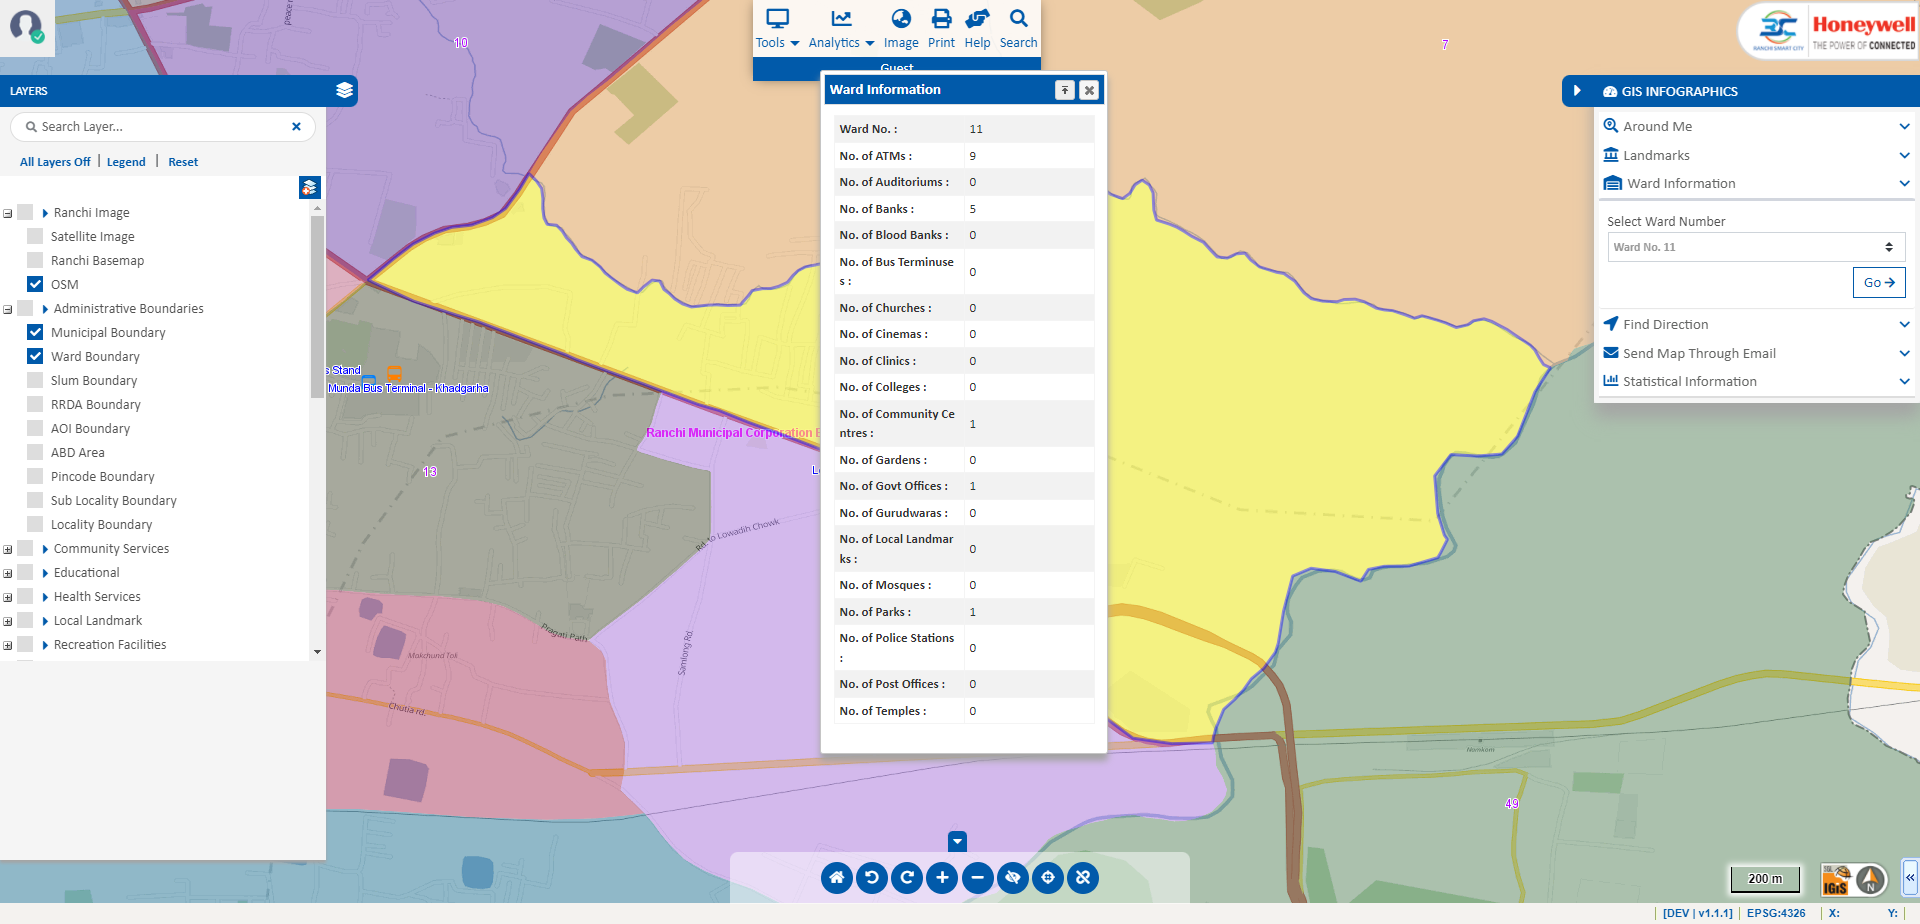 Tools
Analytics
Image
Print
Help
Search
Guest
RANCHI SMART CITY
Honeywell
THE POWER OF CONNECTED
LAYERS
Search Layer...
All Layers Off | Legend | Reset
Ranchi Image
Satellite Image
Ranchi Basemap
OSM
Administrative Boundaries
Municipal Boundary
Ward Boundary
Slum Boundary
RRDA Boundary
AOI Boundary
ABD Area
Pincode Boundary
Sub Locality Boundary
Locality Boundary
Community Services
Educational
Health Services
Local Landmark
Recreation Facilities
Ward Information
Ward No. : 11
No. of ATMs : 9
No. of Auditoriums : 0
No. of Banks : 5
No. of Blood Banks : 0
No. of Bus Terminuse
s : 0
No. of Churches : 0
No. of Cinemas : 0
No. of Clinics : 0
No. of Colleges : 0
No. of Community Ce
ntres : 1
No. of Gardens : 0
No. of Govt Offices : 1
No. of Gurudwaras : 0
No. of Local Landmar
ks : 0
No. of Mosques : 0
No. of Parks : 1
No. of Police Stations
: 0
No. of Post Offices : 0
No. of Temples : 0
GIS INFOGRAPHICS
Around Me
Landmarks
Ward Information
Select Ward Number
Ward No. 11
Go
Find Direction
Send Map Through Email
Statistical Information
10
7
s Stand
Munda Bus Terminal - Khadgarha
Ranchi Municipal Corporation
13
Rd. to Lowadih Chowk
Pragati Path
Samlong Rd.
Makchund Tok
Chutia rd.
Namkom
49
200 m
IGiS
N
[DEV | v1.1.1] | EPSG:4326 | X: Y: